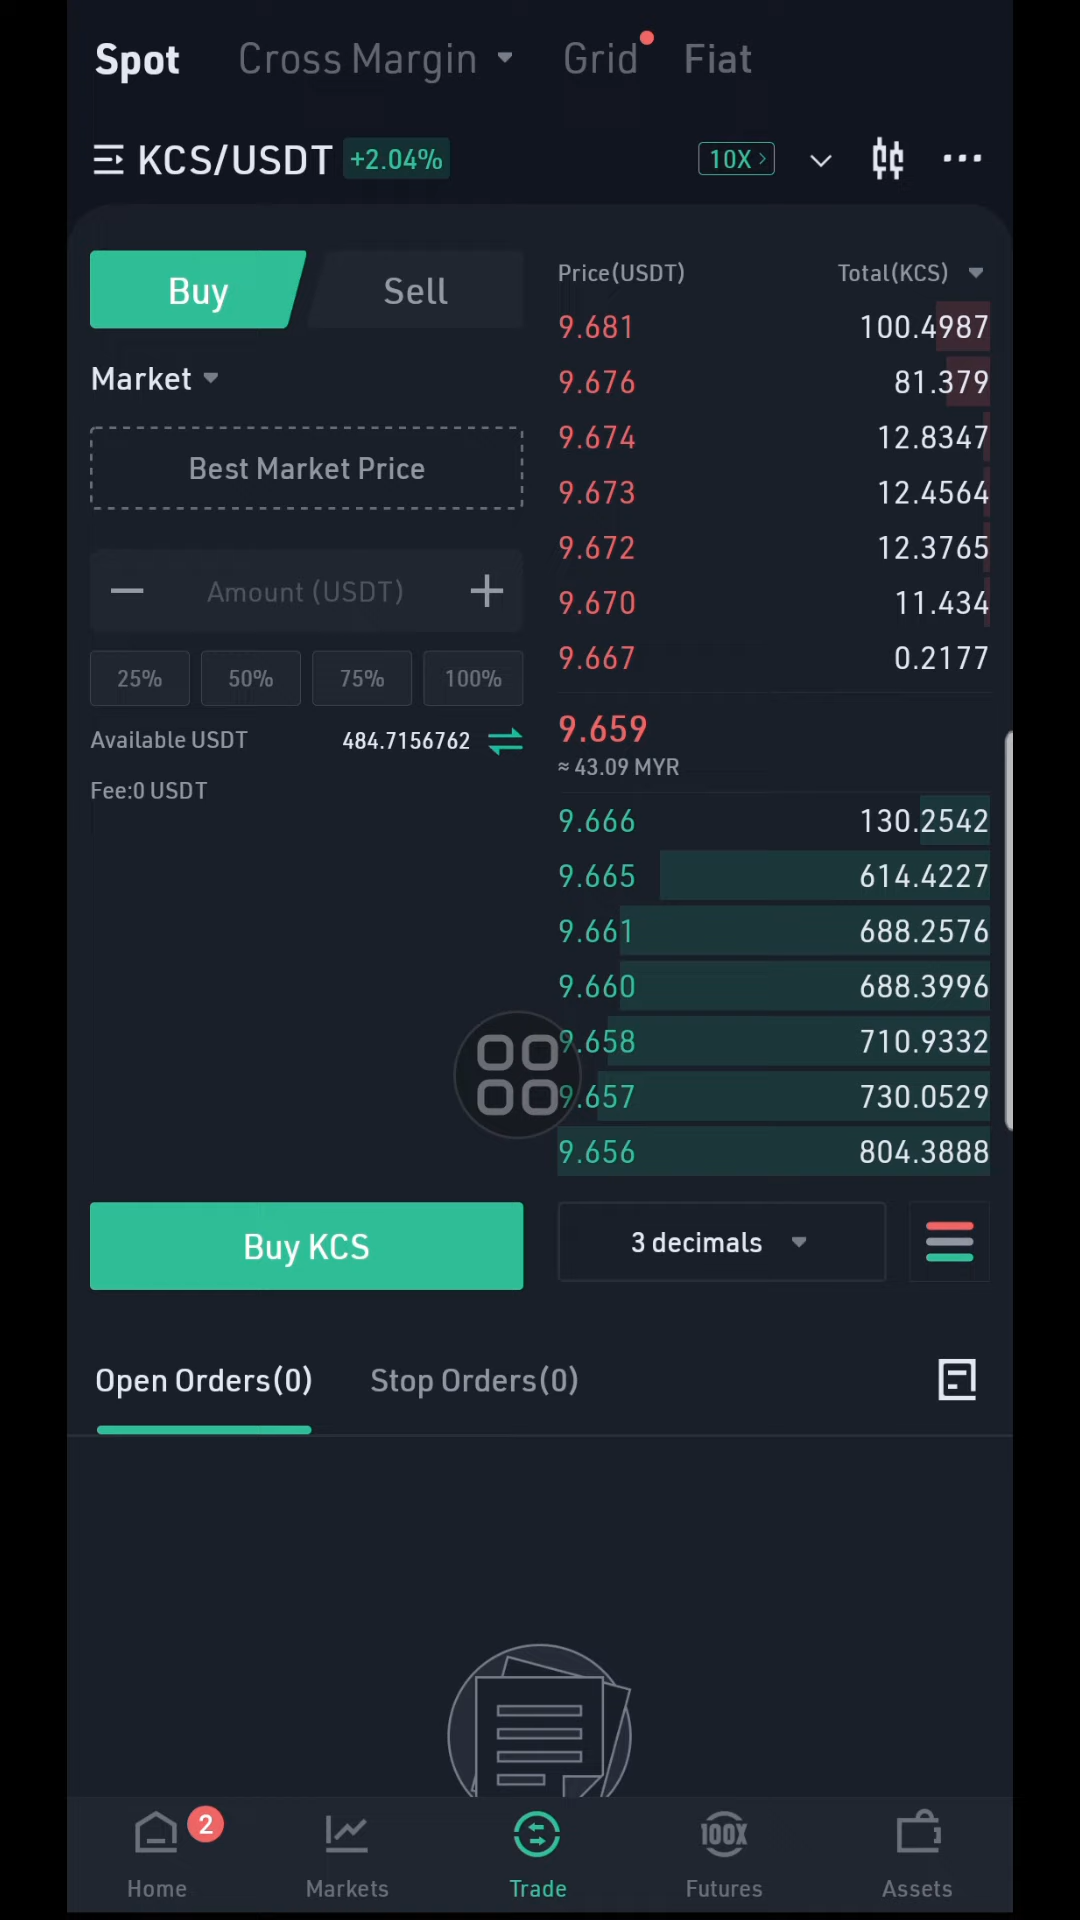 Spot Cross Margin Grid Fiat
KCS/USDT +2.04% 10X >
Buy Sell
Market
Best Market Price
Amount (USDT)
25% 50% 75% 100%
Available USDT 484.7156762
Fee:0 USDT
Buy KCS
Price(USDT) Total(KCS)
9.681 100.4987
9.676 81.379
9.674 12.8347
9.673 12.4564
9.672 12.3765
9.670 11.434
9.667 0.2177
9.659
≈ 43.09 MYR
9.666 130.2542
9.665 614.4227
9.661 688.2576
9.660 688.3996
9.658 710.9332
9.657 730.0529
9.656 804.3888
3 decimals
Open Orders(0) Stop Orders(0)
2
100X
Home Markets Trade Futures Assets